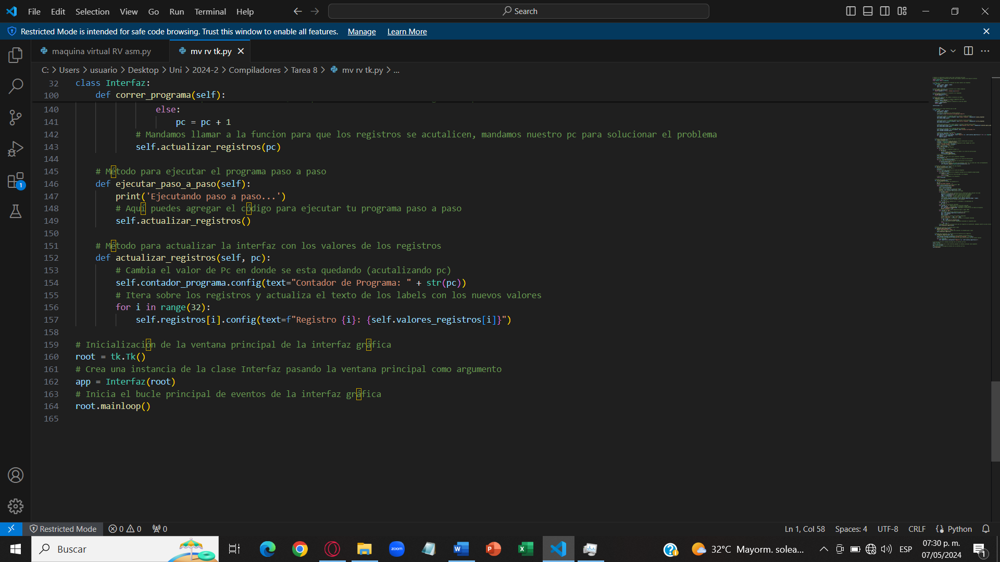 File Edit Selection View Go Run Terminal Help Search
Restricted Mode is intended for safe code browsing. Trust this window to enable all features. Manage Learn More
maquina virtual RV asm.py mv rv tk.py
C: > Users > usuario > Desktop > Uni > 2024-2 > Compiladores > Tarea 8 > mv rv tk.py > ...
32 class Interfaz:
100 def correr_programa(self):
140 else:
141 pc = pc + 1
142 # Mandamos llamar a la funcion para que los registros se acutalicen, mandamos nuestro pc para solucionar el problema
143 self.actualizar_registros(pc)
144
145 # Método para ejecutar el programa paso a paso
146 def ejecutar_paso_a_paso(self):
147 print('Ejecutando paso a paso...')
148 # Aquí puedes agregar el código para ejecutar tu programa paso a paso
149 self.actualizar_registros()
150
151 # Método para actualizar la interfaz con los valores de los registros
152 def actualizar_registros(self, pc):
153 # Cambia el valor de Pc en donde se esta quedando (acutalizando pc)
154 self.contador_programa.config(text="Contador de Programa: " + str(pc))
155 # Itera sobre los registros y actualiza el texto de los labels con los nuevos valores
156 for i in range(32):
157 self.registros[i].config(text=f"Registro {i}: {self.valores_registros[i]}")
158
159 # Inicialización de la ventana principal de la interfaz gráfica
160 root = tk.Tk()
161 # Crea una instancia de la clase Interfaz pasando la ventana principal como argumento
162 app = Interfaz(root)
163 # Inicia el bucle principal de eventos de la interfaz gráfica
164 root.mainloop()
165
1
Restricted Mode 0 0 0 Ln 1, Col 58 Spaces: 4 UTF-8 CRLF Python
Buscar zoom 32°C Mayorm. solea... ESP 07:30 p. m.
07/05/2024 1